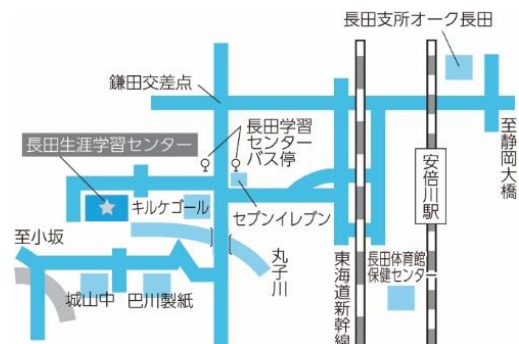 長田支所オーク長田
鎌田交差点
長田学習
センター
バス停
長田生涯学習センター
至静岡大橋
安倍川駅
キルケゴール
セブンイレブン
至小坂
丸子川
東海道新幹線
長田体育館
保健センター
城山中
巴川製紙